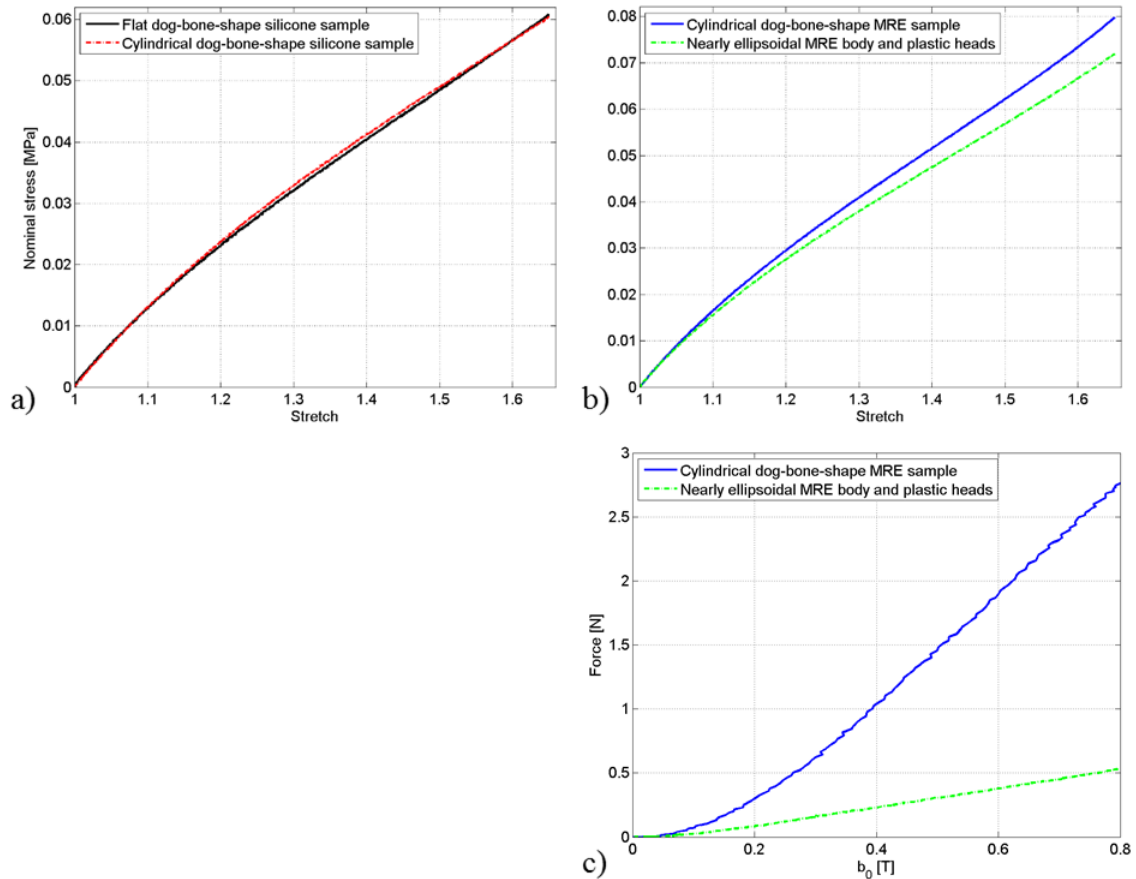 Flat dog-bone-shape silicone sample
Cylindrical dog-bone-shape silicone sample
0.06
0.05
0.04
0.03
0.02
0.01
0
Nominal stress [MPa]
1 1.1 1.2 1.3 1.4 1.5 1.6
Stretch
a)
Cylindrical dog-bone-shape MRE sample
Nearly ellipsoidal MRE body and plastic heads
0.08
0.07
0.06
0.05
0.04
0.03
0.02
0.01
0
1 1.1 1.2 1.3 1.4 1.5 1.6
Stretch
b)
Cylindrical dog-bone-shape MRE sample
Nearly ellipsoidal MRE body and plastic heads
3
2.5
2
1.5
1
0.5
0
Force [N]
0 0.2 0.4 0.6 0.8
b₀ [T]
c)